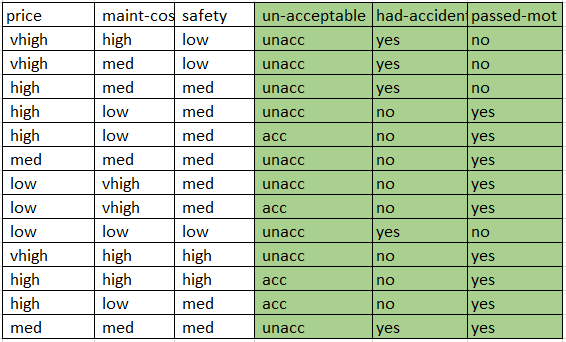 price maint-cos safety un-acceptable had-accident passed-mot
vhigh high low unacc yes no
vhigh med low unacc yes no
high med med unacc yes no
high low med unacc no yes
high low med acc no yes
med med med unacc no yes
low vhigh med unacc no yes
low vhigh med acc no yes
low low low unacc yes no
vhigh high high unacc no yes
high high high acc no yes
high low med acc no yes
med med med unacc yes yes